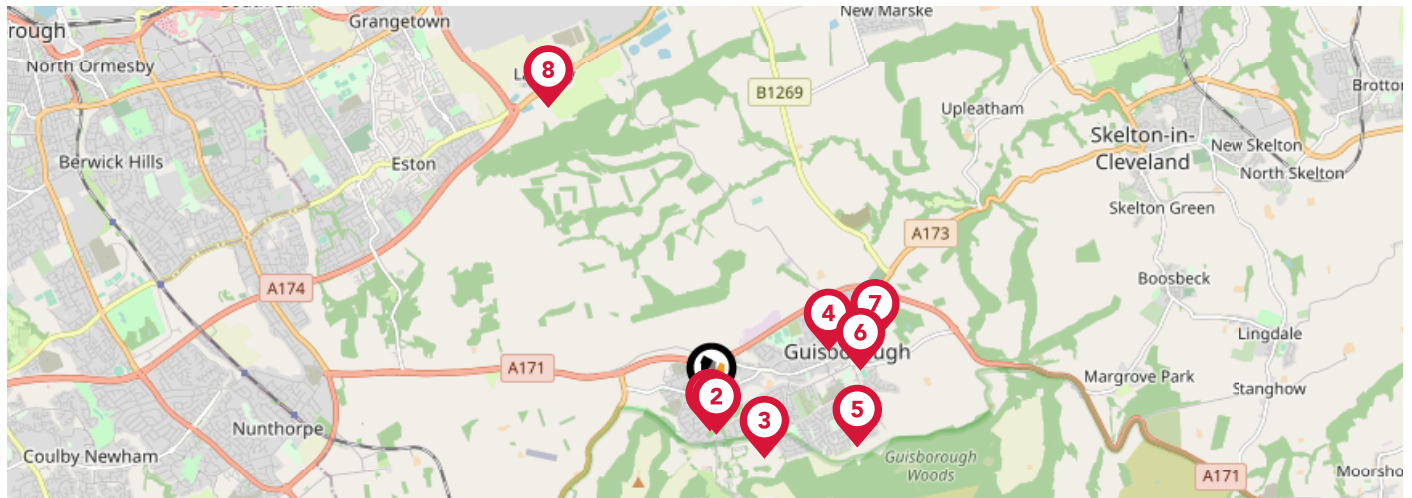 New Marske
Grangetown
rough
North Ormesby
8
B1269
Brotton
Upleatham
Skelton-in-
Cleveland
New Skelton
North Skelton
Berwick Hills
Eston
Skelton Green
A173
A174
Boosbeck
4
7
6
Lingdale
Guisborough
A171
Margrove Park
Stanghow
2
3
5
Nunthorpe
Coulby Newham
Guisborough
Woods
A171
Moorsho